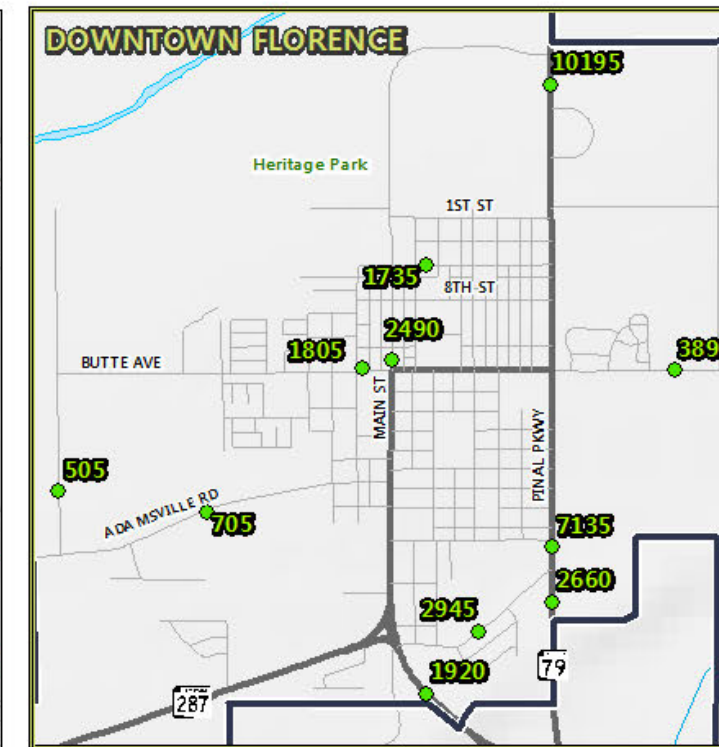 DOWNTOWN FLORENCE
10195
Heritage Park
1ST ST
1735
8TH ST
2490
1805
389
BUTTE AVE
MAIN ST
PINAL PKWY
505
ADAMSVILLE RD
705
7135
2660
2945
79
1920
287